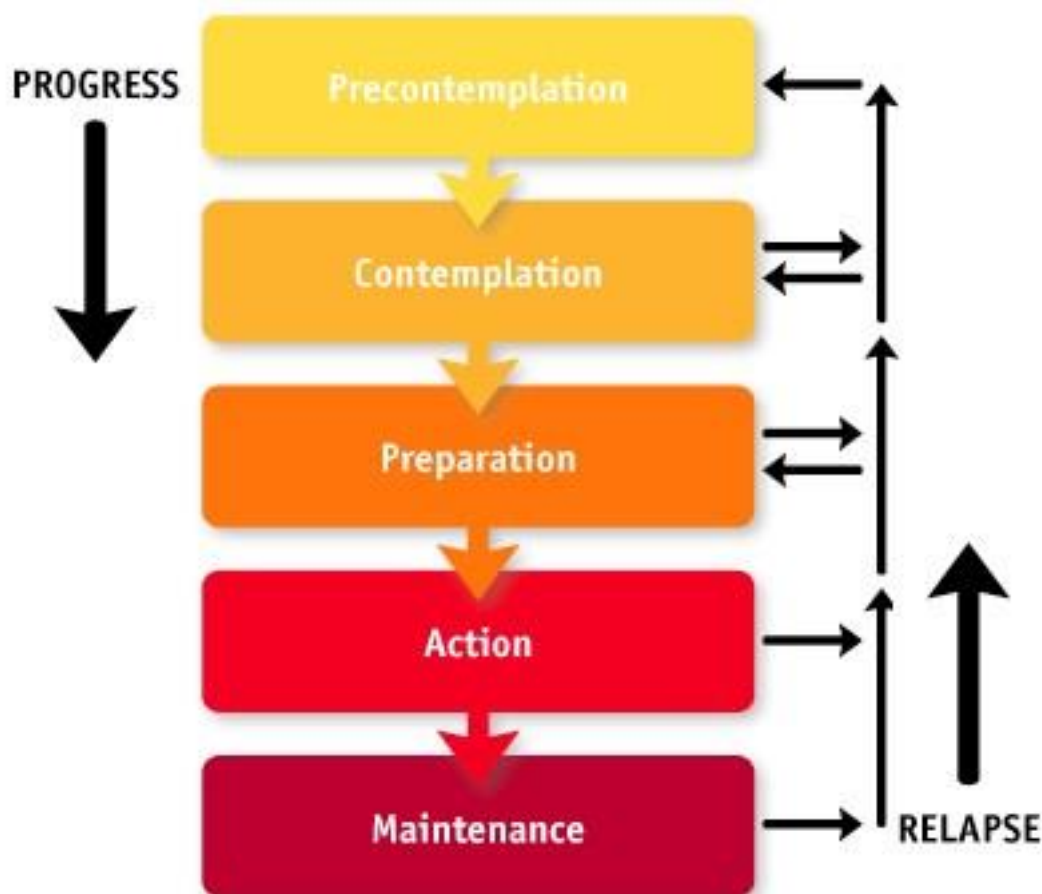 PROGRESS
Precontemplation
Contemplation
Preparation
Action
Maintenance
RELAPSE